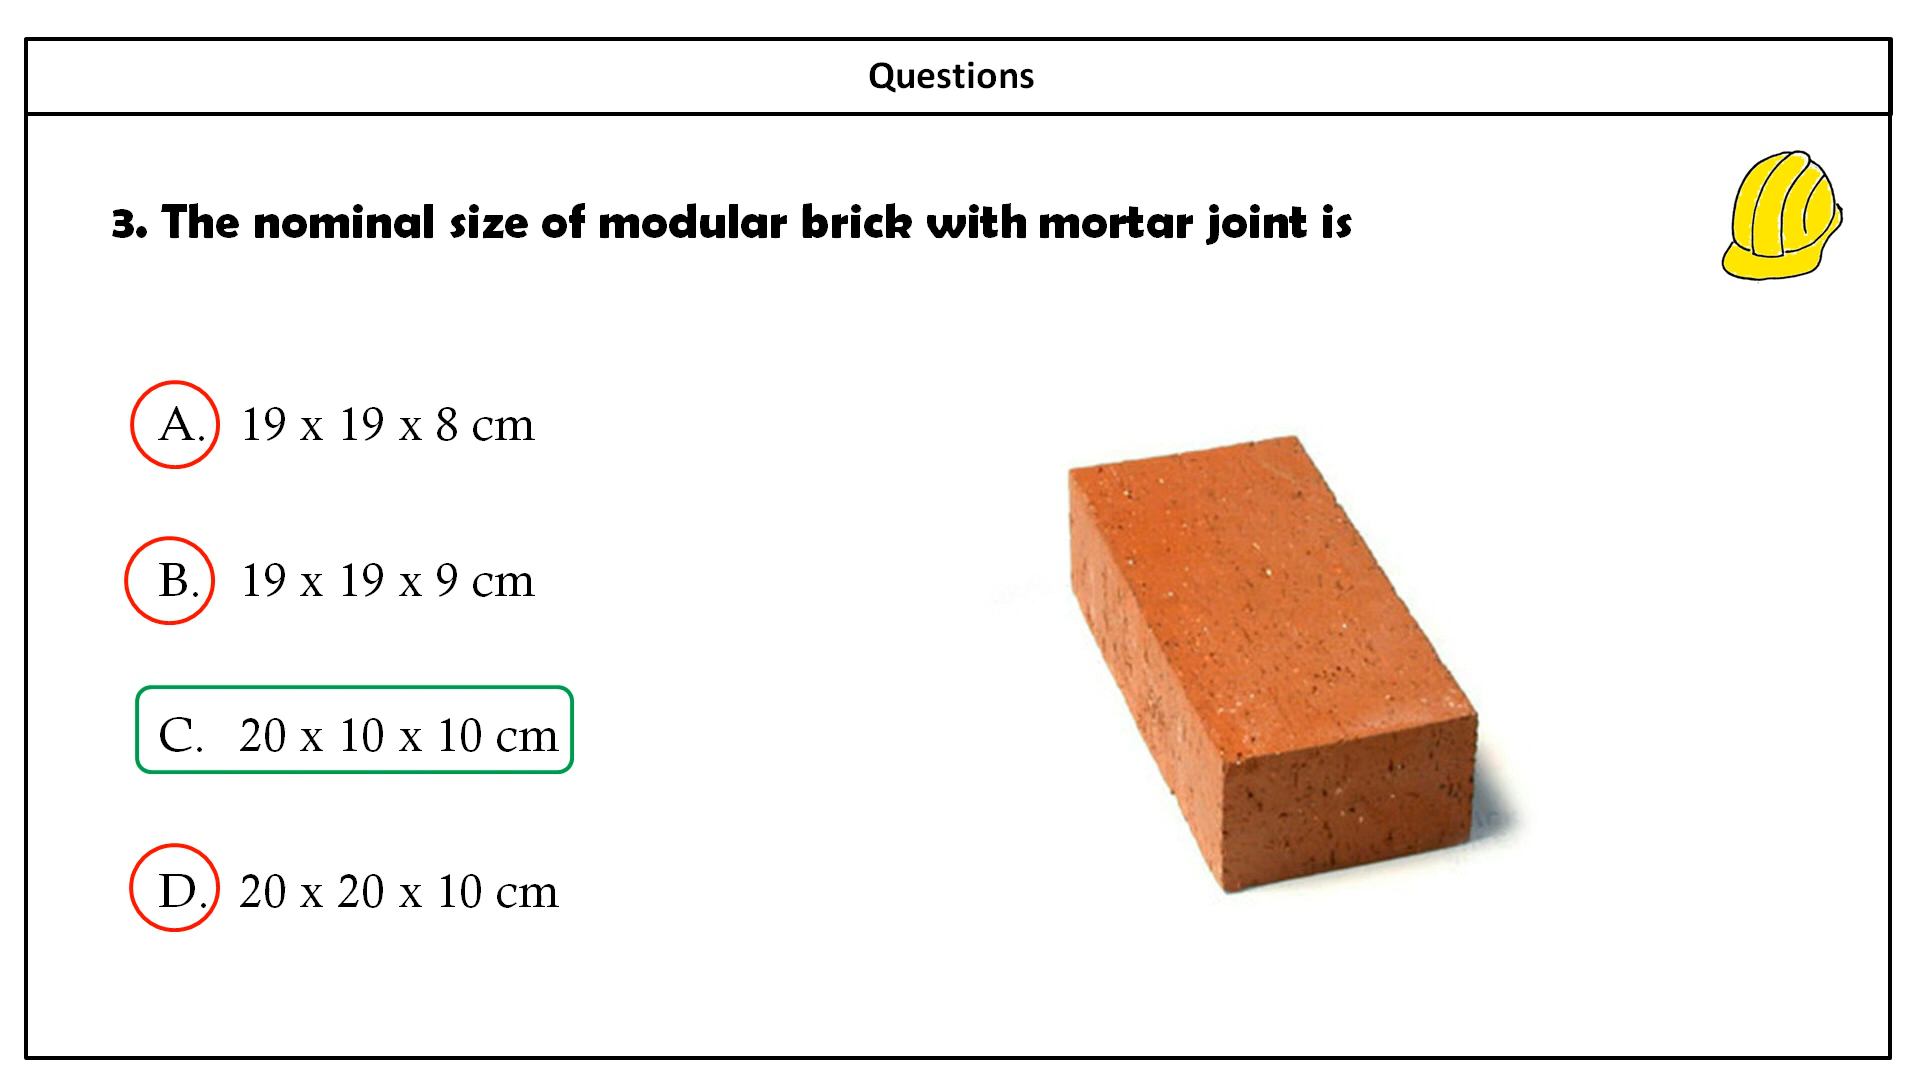 Questions
3. The nominal size of modular brick with mortar joint is
A. 19 x 19 x 8 cm
B. 19 x 19 x 9 cm
C. 20 x 10 x 10 cm
D. 20 x 20 x 10 cm